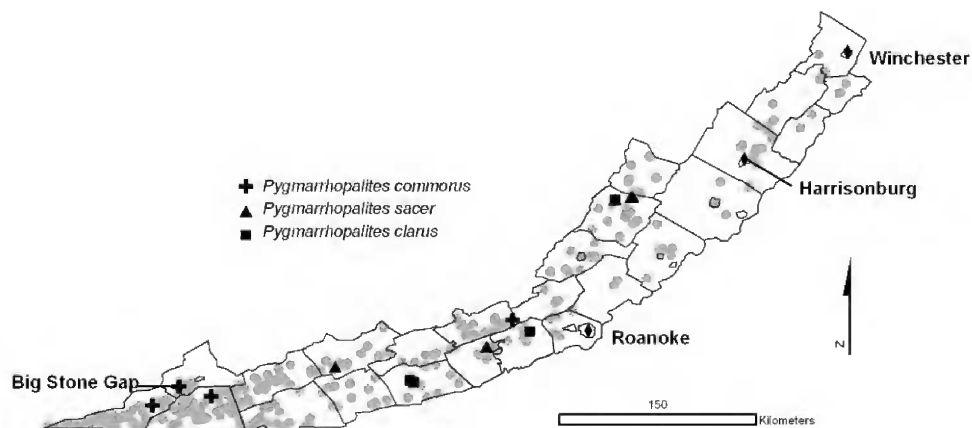 Winchester
Pygmarrhopalites commorus
Pygmarrhopalites sacer
Pygmarrhopalites clarus
Harrisonburg
Roanoke
Big Stone Gap
N
150
Kilometers